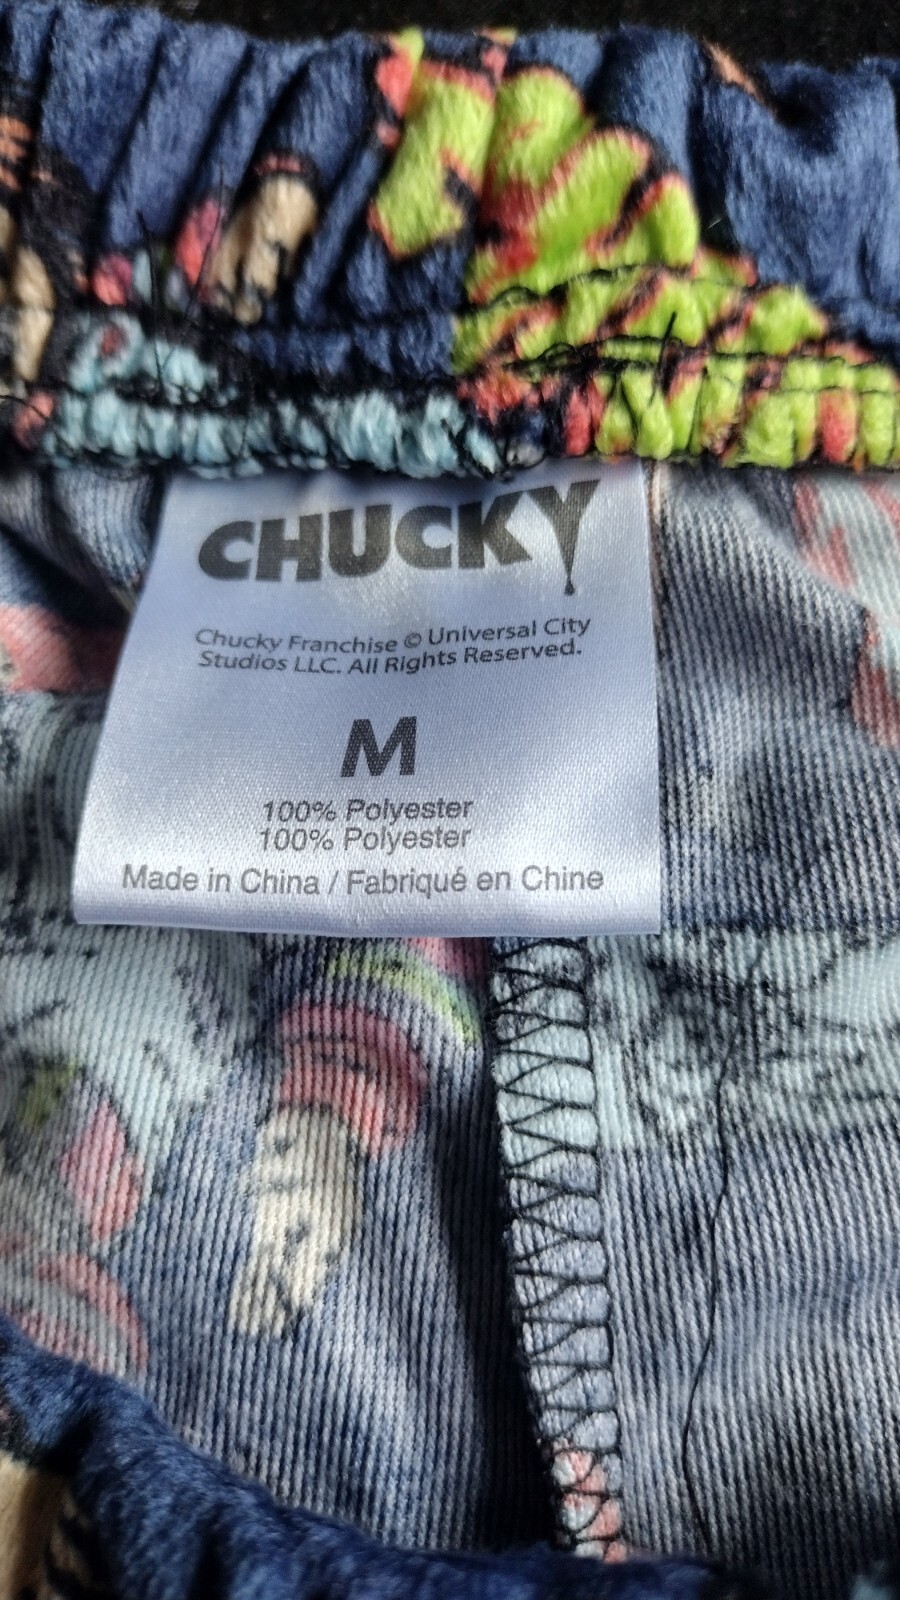 CHUCKY
Chucky Franchise © Universal City
Studios LLC. All Rights Reserved.
M
100% Polyester
100% Polyester
Made in China / Fabriqué en Chine